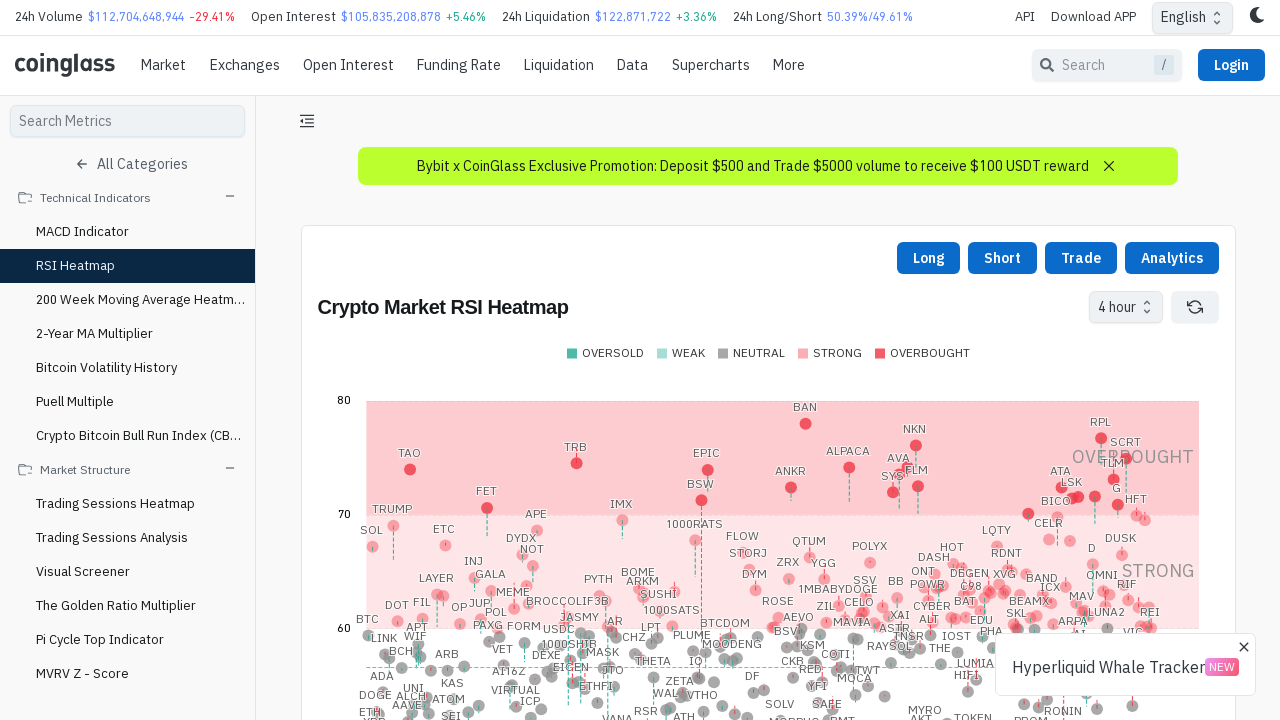 24h Volume $112,704,648,944 -29.41% Open Interest $105,835,208,878 +5.46% 24h Liquidation $122,871,722 +3.36% 24h Long/Short 50.39%/49.61% API Download APP English
coinglass Market Exchanges Open Interest Funding Rate Liquidation Data Supercharts More Search / Login
Search Metrics
All Categories
Technical Indicators
MACD Indicator
RSI Heatmap
200 Week Moving Average Heatm...
2-Year MA Multiplier
Bitcoin Volatility History
Puell Multiple
Crypto Bitcoin Bull Run Index (CB...
Market Structure
Trading Sessions Heatmap
Trading Sessions Analysis
Visual Screener
The Golden Ratio Multiplier
Pi Cycle Top Indicator
MVRV Z - Score
Bybit x CoinGlass Exclusive Promotion: Deposit $500 and Trade $5000 volume to receive $100 USDT reward
Long Short Trade Analytics
Crypto Market RSI Heatmap 4 hour
OVERSOLD WEAK NEUTRAL STRONG OVERBOUGHT
80
BAN
RPL
NKN
SCRT
TRB
ALPACA
TAO EPIC
OVERBOUGHT
AVA
TLM
ANKR
FLM
ATA
SYS
BSW
LSK
FET
G
BICO
HFT
IMX
TRUMP
70
APE
1000RATS
CELR
SOL
ETC
LQTY
DYDX
FLOW
DUSK
QTUM
POLYX
HOT
NOT
D
STORJ
RDNT
DASH
INJ
ZRX
YGG
STRONG
ONT
BOME
GALA
DYM
DEGEN
XVG
OMNI
LAYER
PYTH
ARKM
SSV
BB
BAND
POWR
C98
ICX
RIF
MEME
SUSHI
1MBABYDOGE
MAV
DOT
FIL
OP
JUP
BROCCOLIF3B
ROSE
ZIL
CELO
CYBER
BAT
BEAMX
POL
1000SATS
LUNA2
REI
BTC
JASMY
AEVO
XAI
SKL
APT
PAXG
FORM
AR
BTCDOM
MAVIA
ALT
EDU
ARPA
60
USDC
LPT
BSV
ASTR
PHA
LINK
WIF
CHZ
PLUME
INSR
IOST
BCH
VET
1000SHIB
MOODENG
KSM
RAYSOL
THE
ARB
DEXE
MASK
THETA
IQ
CKB
COTI
LUMIA
ADA
AI16Z
EIGEN
TWT
RED
HIFI
KAS
ZETA
DF
MOCA
UNI
VIRTUAL
ETHFI
YFI
DOGE
ALCH
ATOM
ICP
VTHO
SOLV
SAFE
AAVE
RSR
MYRO
RONIN
SEI
ATH
TOKEN
Hyperliquid Whale Tracker NEW